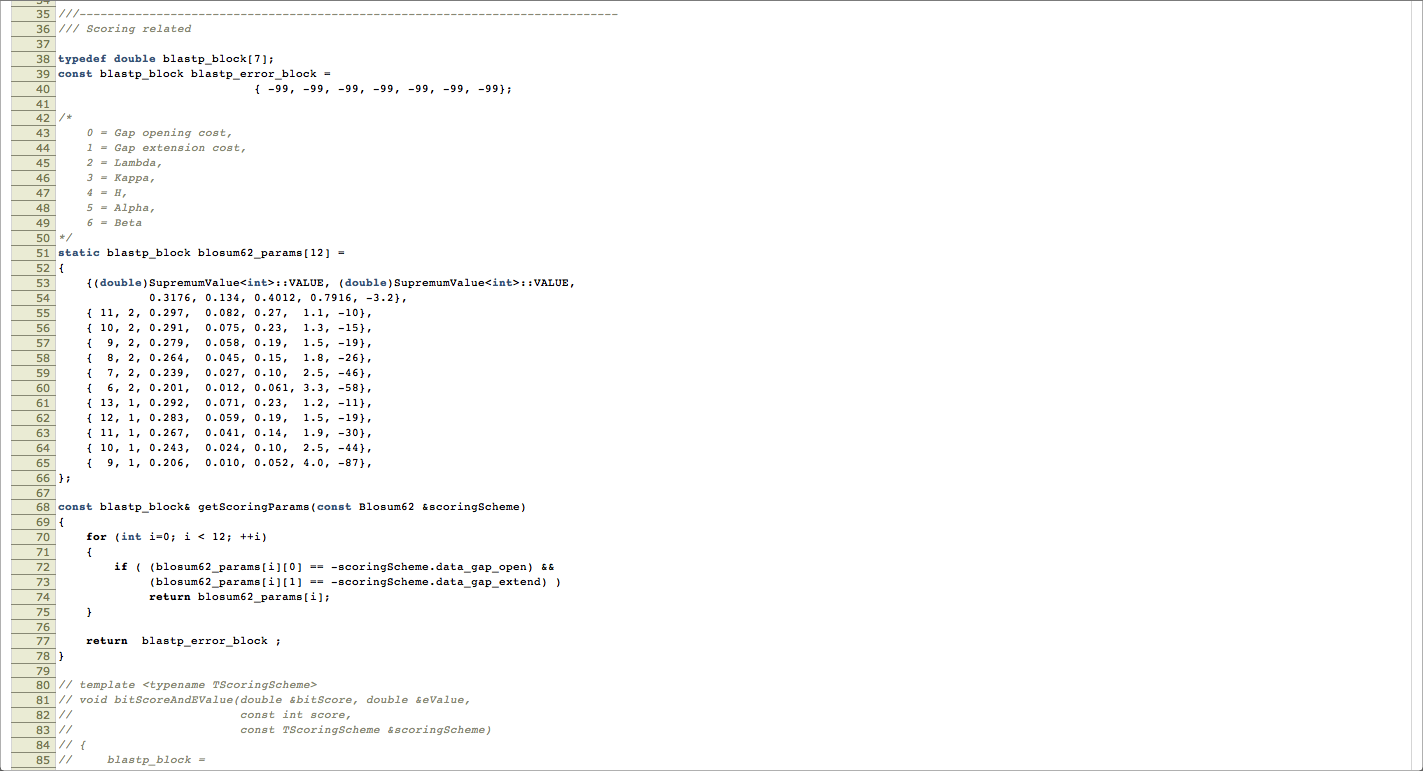 35 ///-----------------------------------------------------------------------------
36 /// Scoring related
37
38 typedef double blastp_block[7];
39 const blastp_block blastp_error_block =
40                             { -99, -99, -99, -99, -99, -99, -99};
41
42 /*
43     0 = Gap opening cost,
44     1 = Gap extension cost,
45     2 = Lambda,
46     3 = Kappa,
47     4 = H,
48     5 = Alpha,
49     6 = Beta
50 */
51 static blastp_block blosum62_params[12] =
52 {
53     {(double)SupremumValue<int>::VALUE, (double)SupremumValue<int>::VALUE,
54              0.3176, 0.134, 0.4012, 0.7916, -3.2},
55     { 11, 2, 0.297,  0.082, 0.27,  1.1, -10},
56     { 10, 2, 0.291,  0.075, 0.23,  1.3, -15},
57     {  9, 2, 0.279,  0.058, 0.19,  1.5, -19},
58     {  8, 2, 0.264,  0.045, 0.15,  1.8, -26},
59     {  7, 2, 0.239,  0.027, 0.10,  2.5, -46},
60     {  6, 2, 0.201,  0.012, 0.061, 3.3, -58},
61     { 13, 1, 0.292,  0.071, 0.23,  1.2, -11},
62     { 12, 1, 0.283,  0.059, 0.19,  1.5, -19},
63     { 11, 1, 0.267,  0.041, 0.14,  1.9, -30},
64     { 10, 1, 0.243,  0.024, 0.10,  2.5, -44},
65     {  9, 1, 0.206,  0.010, 0.052, 4.0, -87},
66 };
67
68 const blastp_block& getScoringParams(const Blosum62 &scoringScheme)
69 {
70     for (int i=0; i < 12; ++i)
71     {
72         if ( (blosum62_params[i][0] == -scoringScheme.data_gap_open) &&
73              (blosum62_params[i][1] == -scoringScheme.data_gap_extend) )
74              return blosum62_params[i];
75     }
76
77     return  blastp_error_block ;
78 }
79
80 // template <typename TScoringScheme>
81 // void bitScoreAndEValue(double &bitScore, double &eValue,
82 //                        const int score,
83 //                        const TScoringScheme &scoringScheme)
84 // {
85 //     blastp_block =